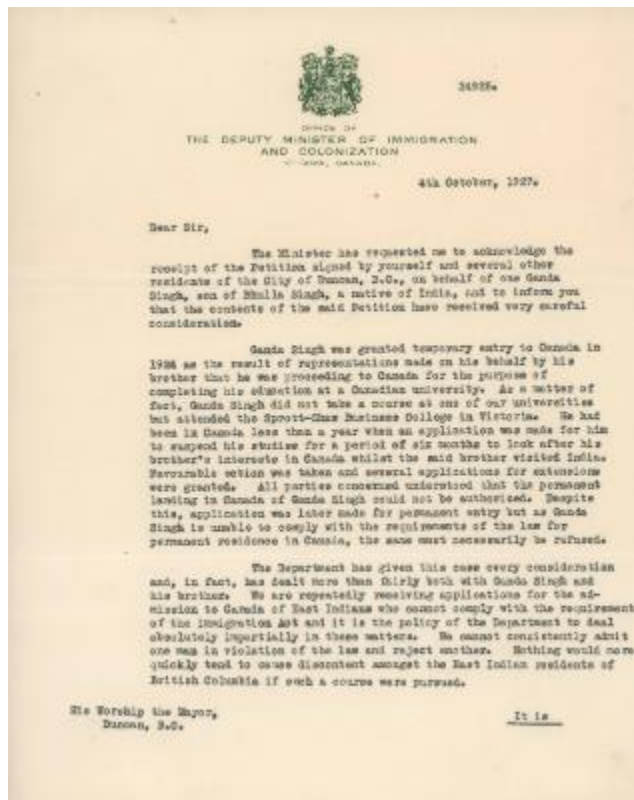 34925.
OFFICE OF
THE DEPUTY MINISTER OF IMMIGRATION
AND COLONIZATION
OTTAWA, CANADA.
4th October, 1927.
Dear Sir,
The Minister has requested me to acknowledge the
receipt of the Petition signed by yourself and several other
residents of the City of Duncan, B.C., on behalf of one Ganda
Singh, son of Bhulla Singh, a native of India, and to inform you
that the contents of the said Petition have received very careful
consideration.
Ganda Singh was granted temporary entry to Canada in
as the result of representations made on his behalf by his
brother that he was proceeding to Canada for the purpose of
completing his education at a Canadian university. As a matter of
fact, Ganda Singh did not take a course at one of our universities
but attended the Sprott-Shaw Business College in Victoria. He had
been in Canada less than a year when an application was made for him
to suspend his studies for a period of six months to look after his
brother's interests in Canada whilst the said brother visited India.
Favourable action was taken and several applications for extensions
were granted. All parties concerned understood that the permanent
landing in Canada of Ganda Singh could not be authorized. Despite
this, application was later made for permanent entry but as Ganda
Singh is unable to comply with the requirements of the law for
permanent residence in Canada, the same must necessarily be refused.
The Department has given this case every consideration
and, in fact, has dealt more than fairly both with Ganda Singh and
his brother. We are repeatedly receiving applications for the ad-
mission to Canada of East Indians who cannot comply with the requirement
of the Immigration Act and it is the policy of the Department to deal
absolutely impartially in these matters. We cannot consistently admit
one man in violation of the law and reject another. Nothing would more
quickly tend to cause discontent amongst the East Indian residents of
British Columbia if such a course were pursued.
His Worship the Mayor,
Duncan, B.C.
It is